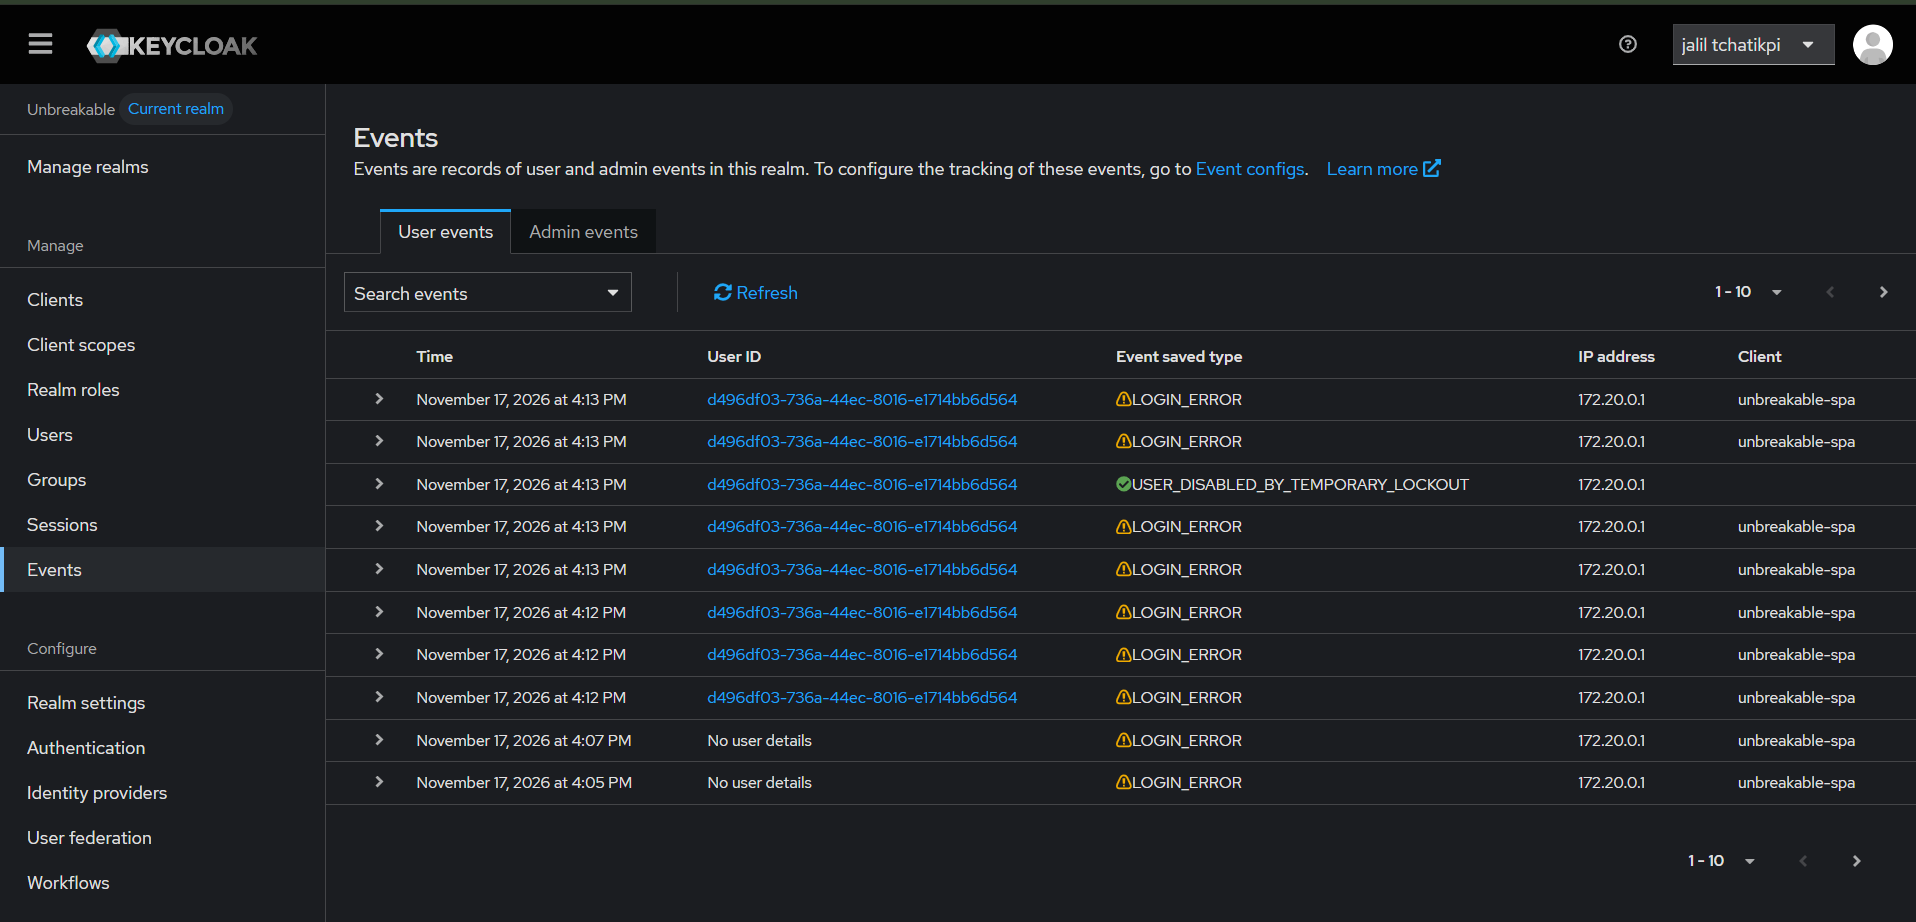 KEYCLOAK
jalil tchatikpi
Unbreakable Current realm
Manage realms
Manage
Clients
Client scopes
Realm roles
Users
Groups
Sessions
Events
Configure
Realm settings
Authentication
Identity providers
User federation
Workflows
Events
Events are records of user and admin events in this realm. To configure the tracking of these events, go to Event configs. Learn more
User events Admin events
Search events Refresh 1 - 10
Time User ID Event saved type IP address Client
November 17, 2026 at 4:13 PM d496df03-736a-44ec-8016-e1714bb6d564 LOGIN_ERROR 172.20.0.1 unbreakable-spa
November 17, 2026 at 4:13 PM d496df03-736a-44ec-8016-e1714bb6d564 LOGIN_ERROR 172.20.0.1 unbreakable-spa
November 17, 2026 at 4:13 PM d496df03-736a-44ec-8016-e1714bb6d564 USER_DISABLED_BY_TEMPORARY_LOCKOUT 172.20.0.1
November 17, 2026 at 4:13 PM d496df03-736a-44ec-8016-e1714bb6d564 LOGIN_ERROR 172.20.0.1 unbreakable-spa
November 17, 2026 at 4:13 PM d496df03-736a-44ec-8016-e1714bb6d564 LOGIN_ERROR 172.20.0.1 unbreakable-spa
November 17, 2026 at 4:12 PM d496df03-736a-44ec-8016-e1714bb6d564 LOGIN_ERROR 172.20.0.1 unbreakable-spa
November 17, 2026 at 4:12 PM d496df03-736a-44ec-8016-e1714bb6d564 LOGIN_ERROR 172.20.0.1 unbreakable-spa
November 17, 2026 at 4:12 PM d496df03-736a-44ec-8016-e1714bb6d564 LOGIN_ERROR 172.20.0.1 unbreakable-spa
November 17, 2026 at 4:07 PM No user details LOGIN_ERROR 172.20.0.1 unbreakable-spa
November 17, 2026 at 4:05 PM No user details LOGIN_ERROR 172.20.0.1 unbreakable-spa
1 - 10